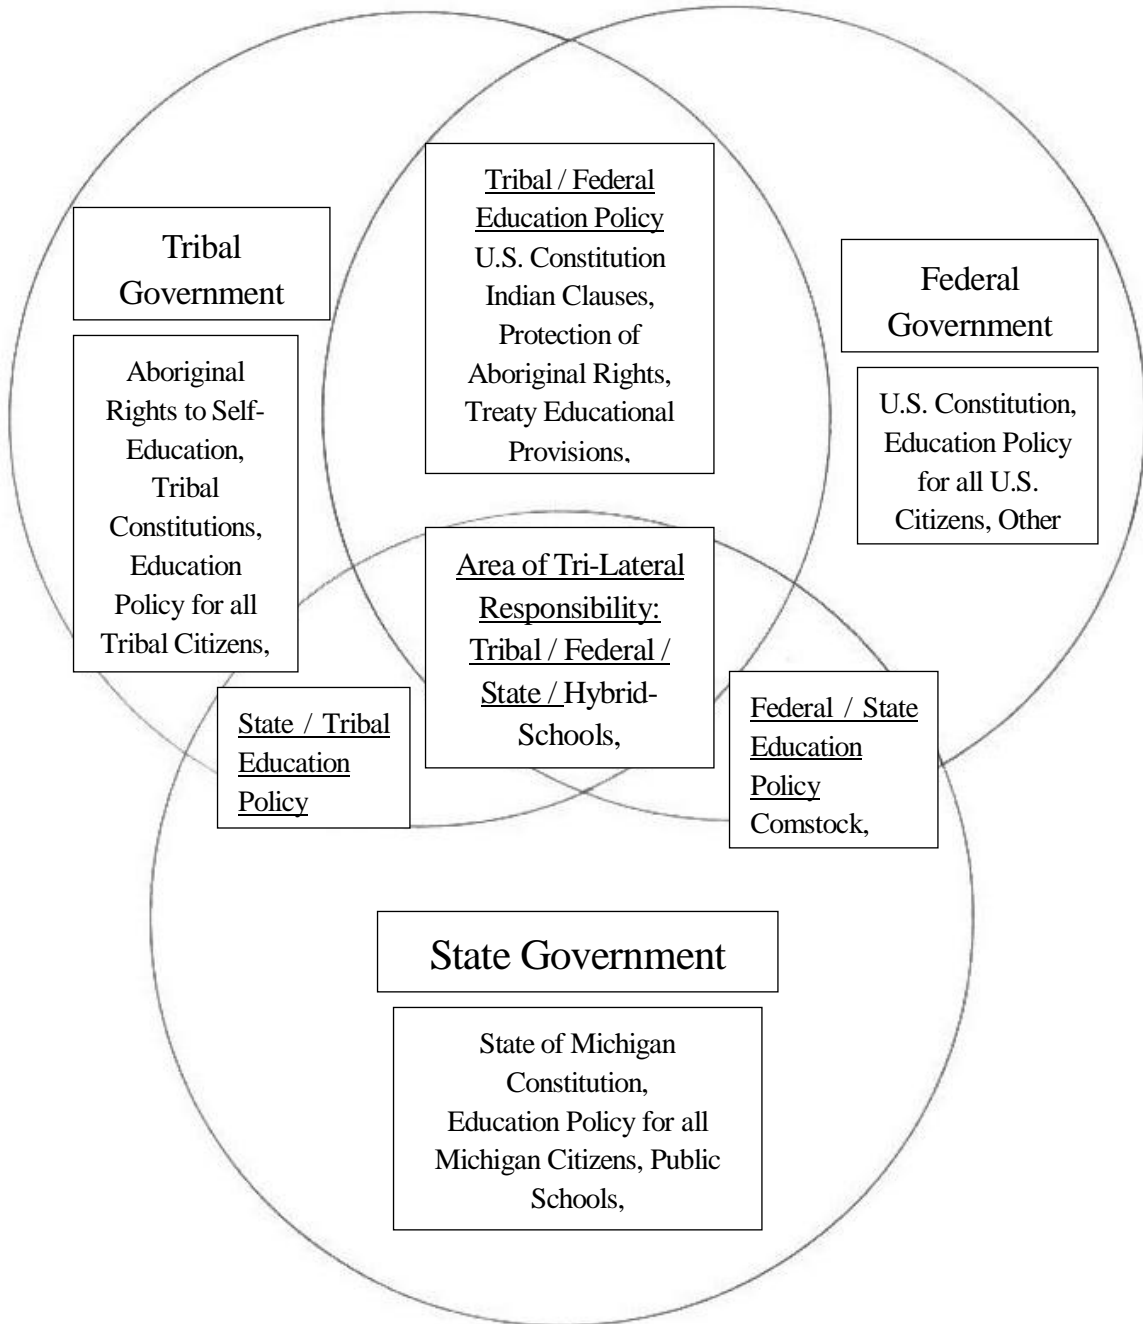 Tribal
Government
Aboriginal
Rights to Self-
Education,
Tribal
Constitutions,
Education
Policy for all
Tribal Citizens,
Tribal / Federal
Education Policy
U.S. Constitution
Indian Clauses,
Protection of
Aboriginal Rights,
Treaty Educational
Provisions,
Federal
Government
U.S. Constitution,
Education Policy
for all U.S.
Citizens, Other
Area of Tri-Lateral
Responsibility:
Tribal / Federal /
State / Hybrid-
Schools,
State / Tribal
Education
Policy
Federal / State
Education
Policy
Comstock,
State Government
State of Michigan
Constitution,
Education Policy for all
Michigan Citizens, Public
Schools,